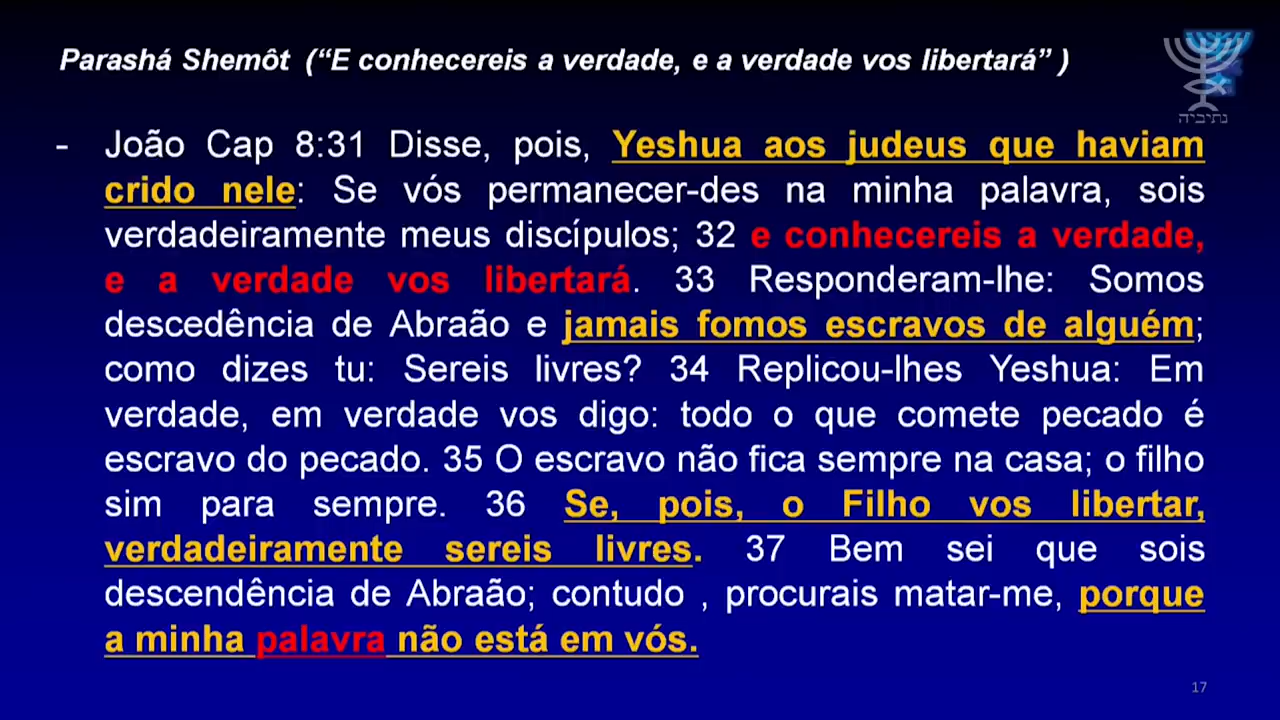 Parashá Shemôt (“E conhecereis a verdade, e a verdade vos libertará” )
נתיביה
- João Cap 8:31 Disse, pois, Yeshua aos judeus que haviam
crido nele: Se vós permanecer-des na minha palavra, sois
verdadeiramente meus discípulos; 32 e conhecereis a verdade,
e a verdade vos libertará. 33 Responderam-lhe: Somos
descedência de Abraão e jamais fomos escravos de alguém;
como dizes tu: Sereis livres? 34 Replicou-lhes Yeshua: Em
verdade, em verdade vos digo: todo o que comete pecado é
escravo do pecado. 35 O escravo não fica sempre na casa; o filho
sim para sempre. 36 Se, pois, o Filho vos libertar,
verdadeiramente sereis livres. 37 Bem sei que sois
descendência de Abraão; contudo , procurais matar-me, porque
a minha palavra não está em vós.
17